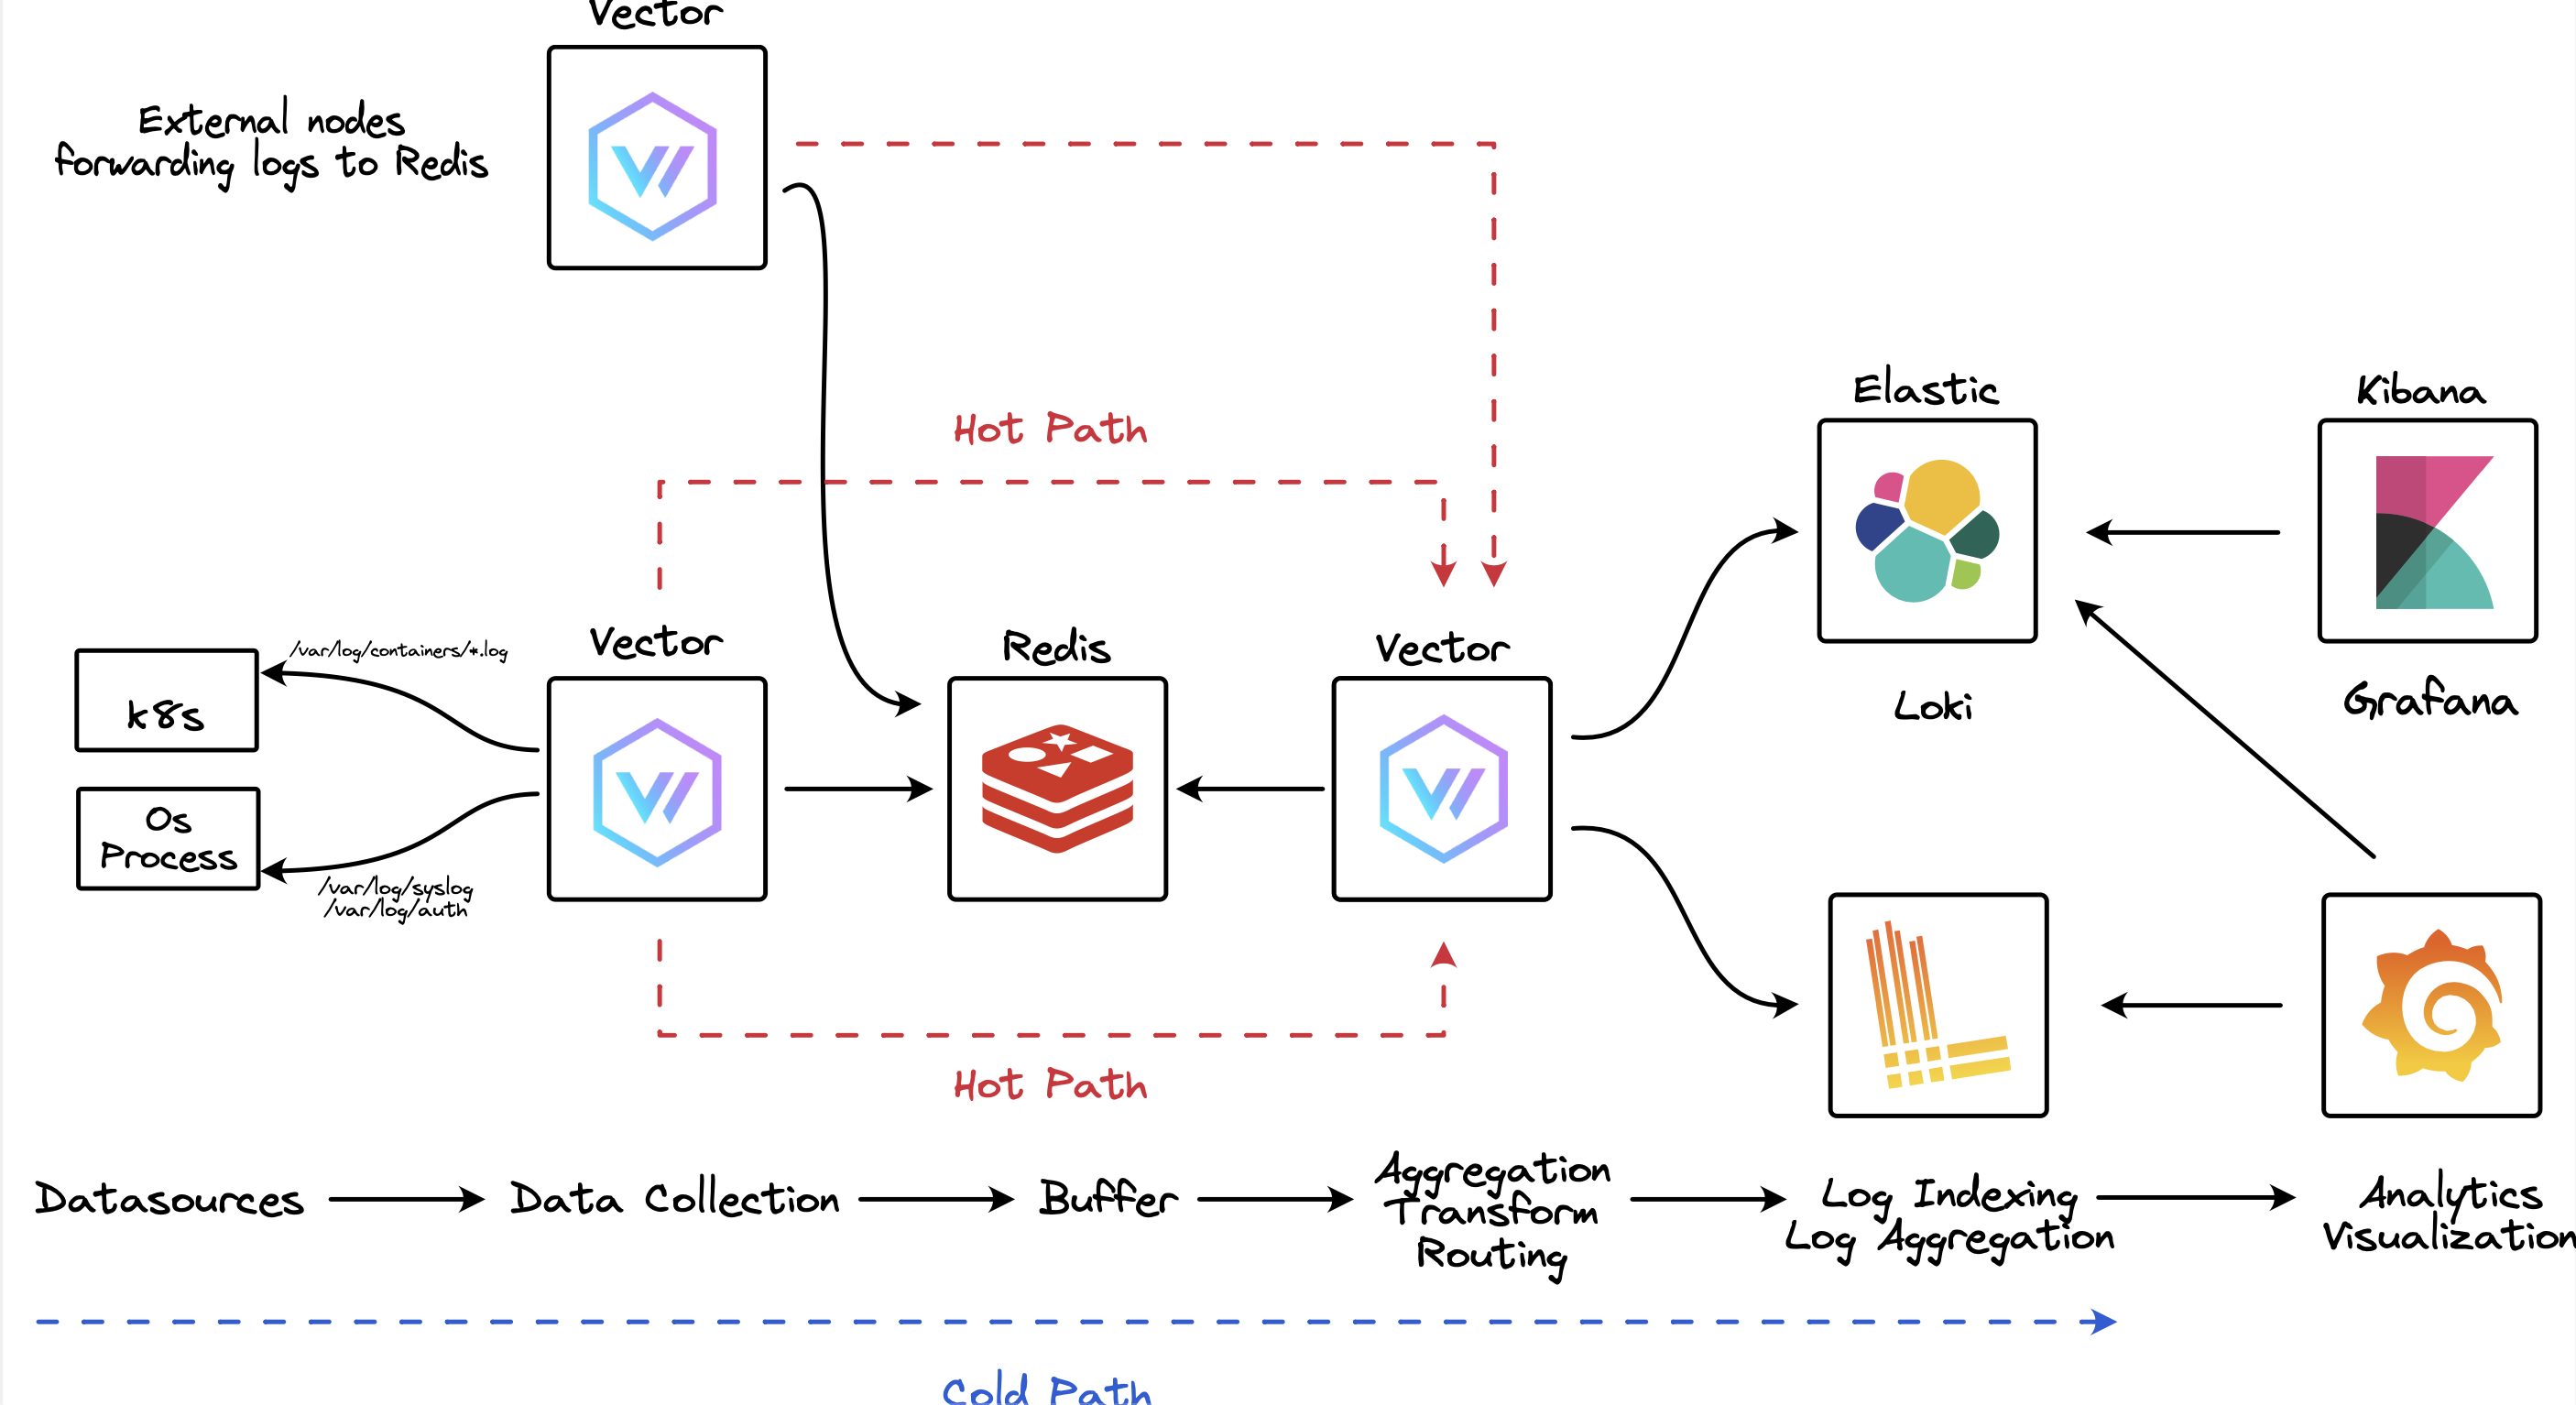 Vector
External nodes
forwarding logs to Redis
Hot Path
Elastic
Kibana
/var/log/containers/*.log
k8s
Vector
Redis
Vector
Loki
Grafana
Os
Process
/var/log/syslog
/var/log/auth
Hot Path
Datasources
Data Collection
Buffer
Aggregation
Transform
Routing
Log Indexing
Log Aggregation
Analytics
Visualization
Cold Path